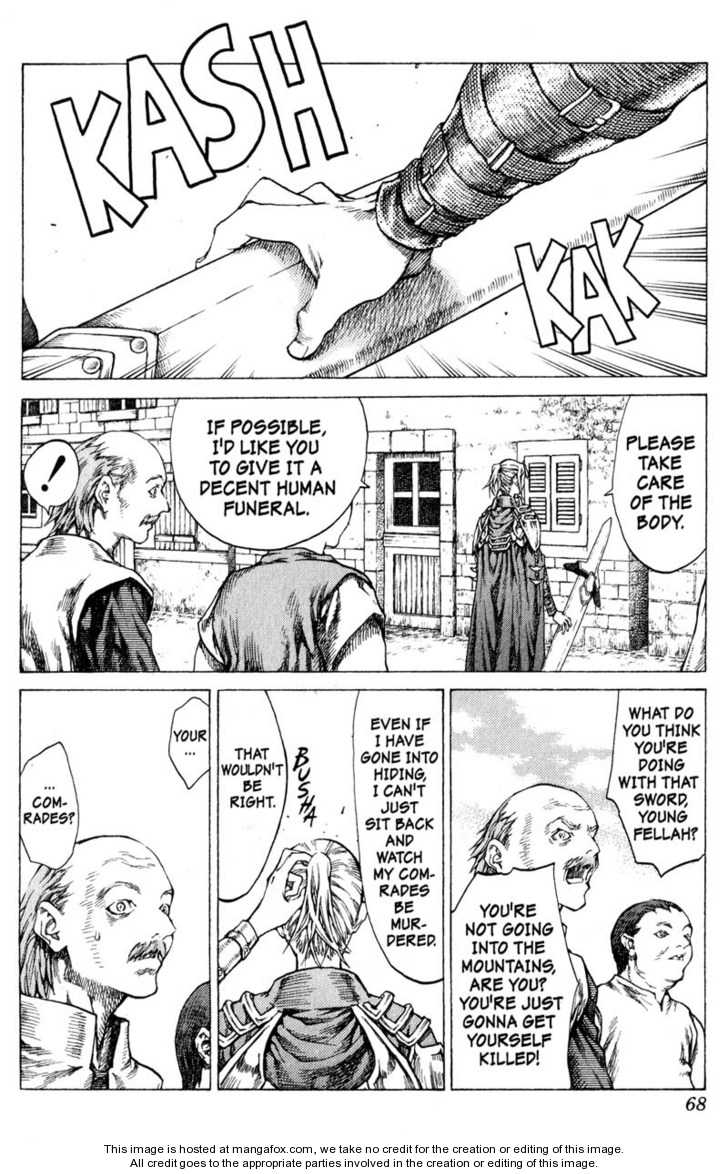 KASH
KAK
PLEASE
TAKE
CARE
OF THE
BODY.
IF POSSIBLE,
I'D LIKE YOU
TO GIVE IT A
DECENT HUMAN
FUNERAL.
!
WHAT DO
YOU THINK
YOU'RE
DOING
WITH THAT
SWORD,
YOUNG
FELLAH?
YOU'RE
NOT GOING
INTO THE
MOUNTAINS,
ARE YOU?
YOU'RE JUST
GONNA GET
YOURSELF
KILLED!
EVEN IF
I HAVE
GONE INTO
HIDING,
I CAN'T
JUST
SIT BACK
AND
WATCH
MY COM-
RADES
BE
MUR-
DERED.
BUSHA
THAT
WOULDN'T
BE
RIGHT.
YOUR
...
...
COM-
RADES?
68
This image is hosted at mangafox.com, we take no credit for the creation or editing of this image.
All credit goes to the appropriate parties involved in the creation or editing of this image.